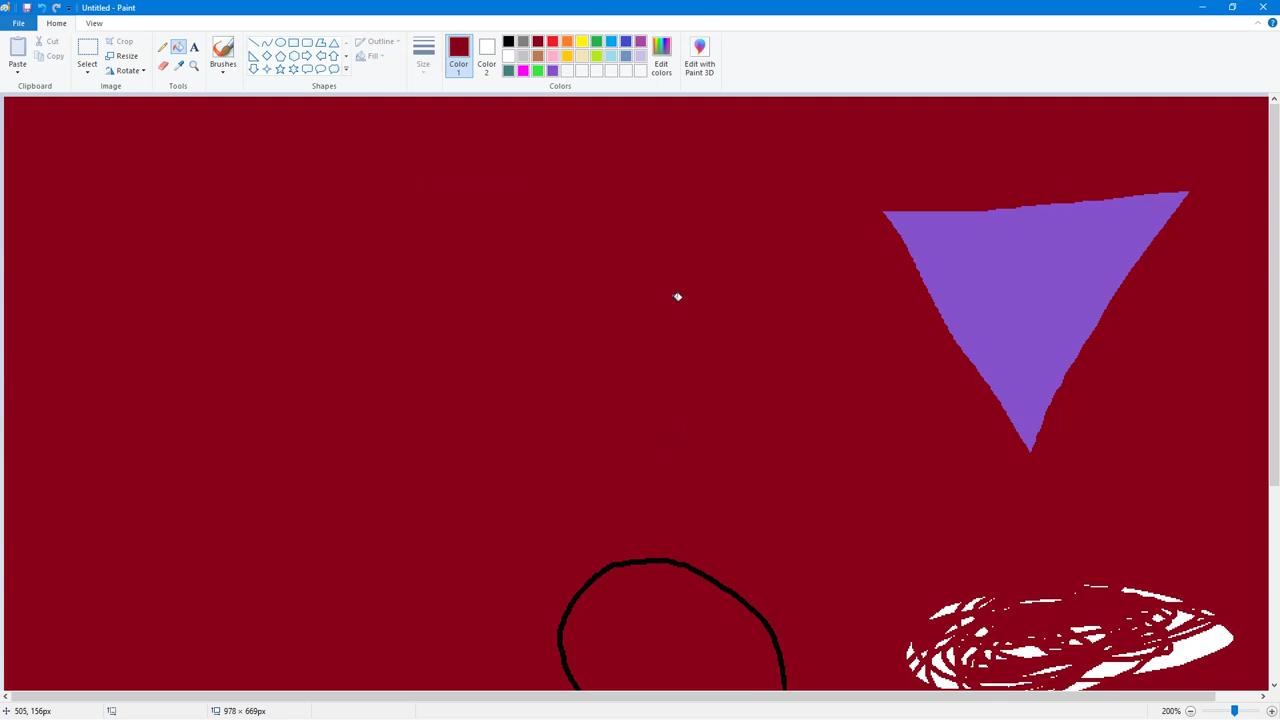 Untitled - Paint
File Home View
Paste
Cut
Copy
Clipboard
Select
Crop
Resize
Rotate
Image
Tools
Brushes
Outline
Fill
Shapes
Size
Color 1
Color 2
Edit colors
Colors
Edit with Paint 3D
505, 156px
978 × 669px
200%